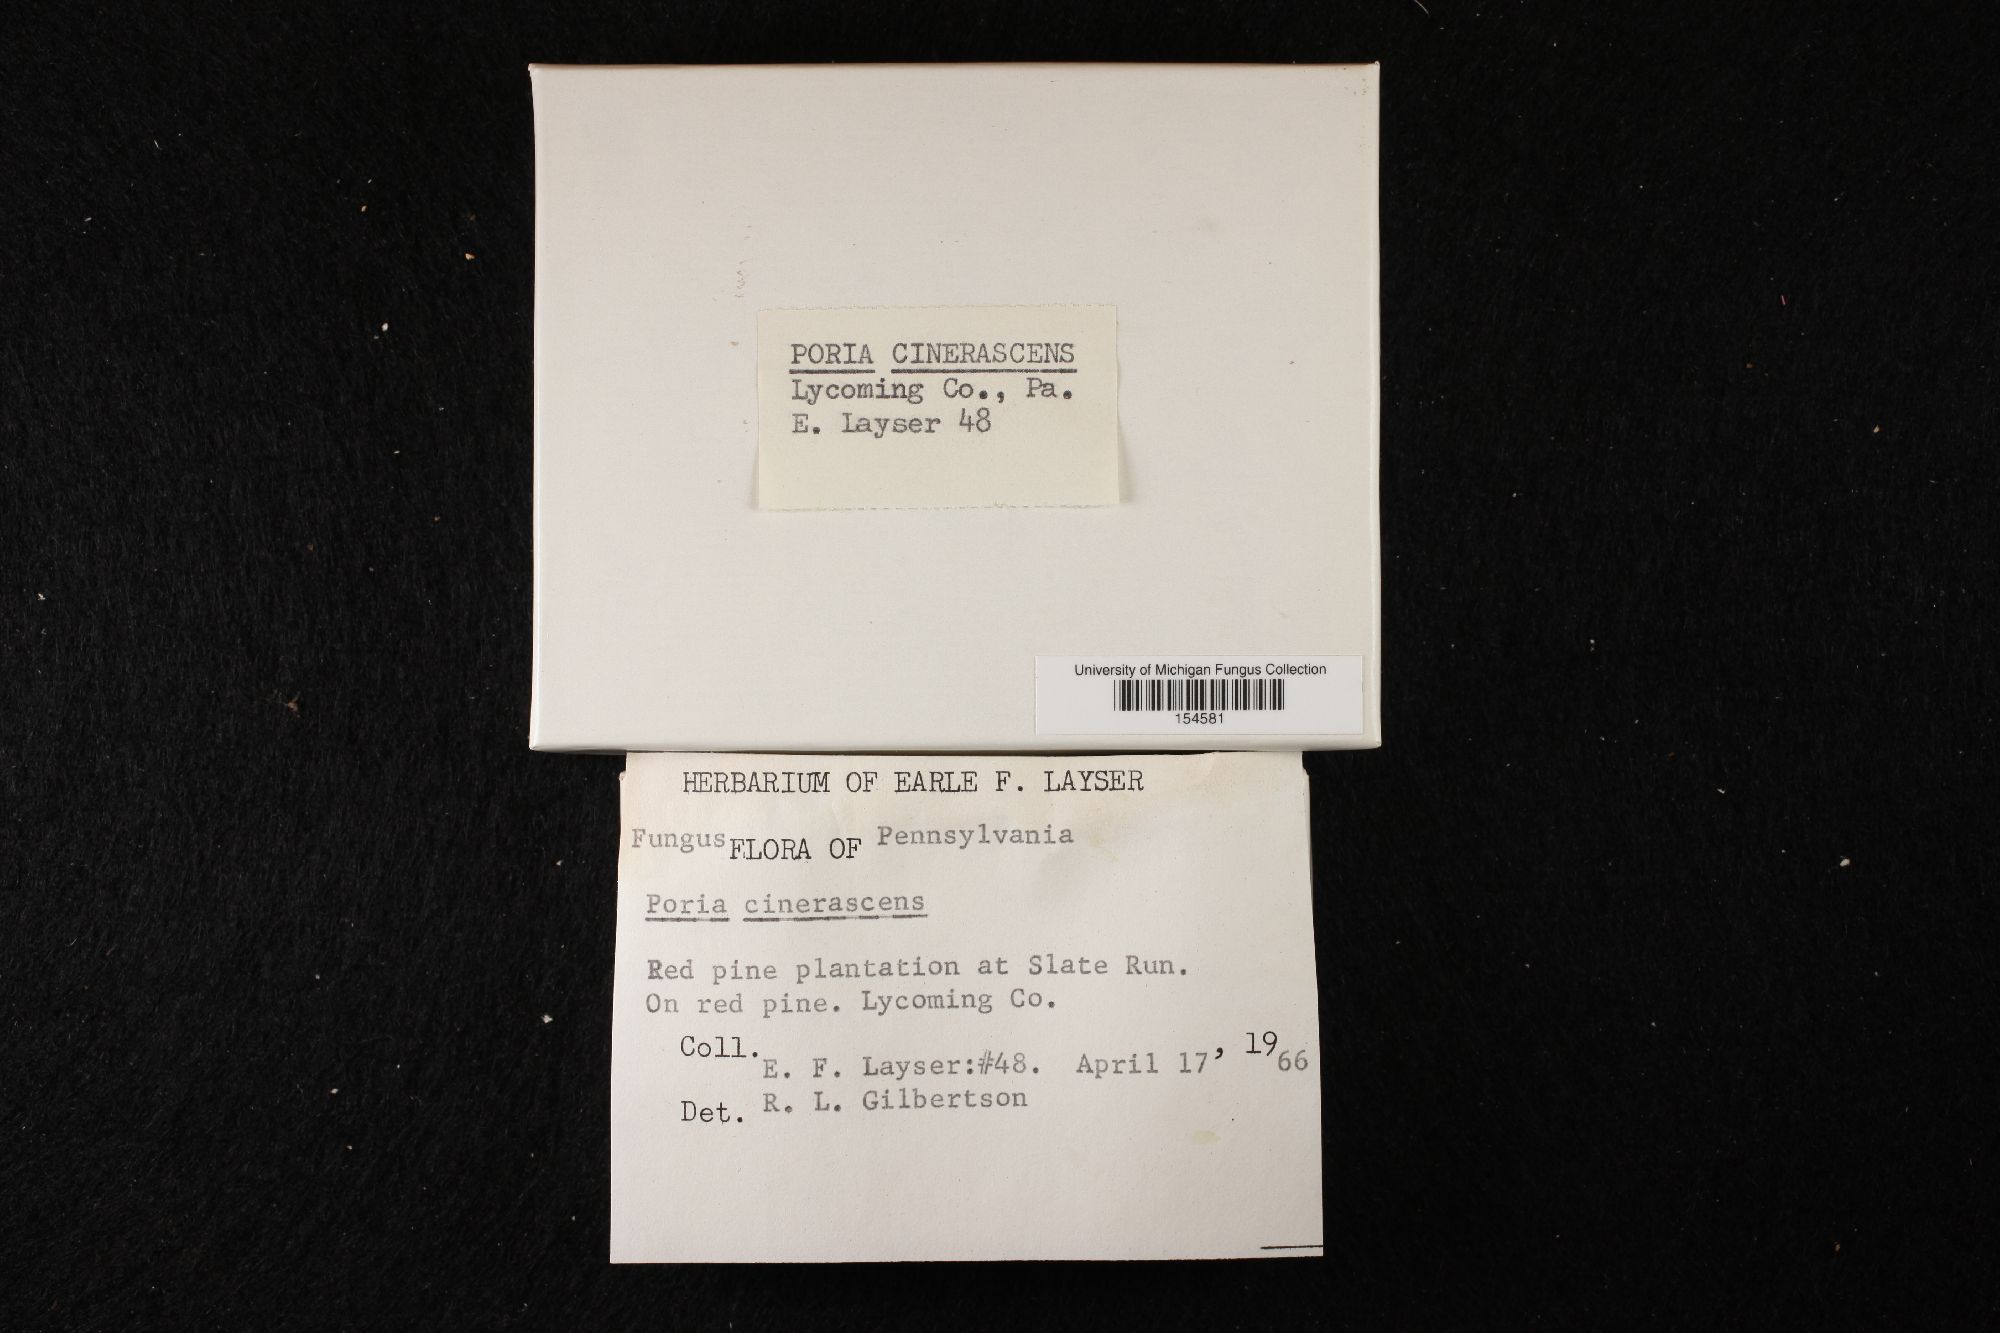 PORIA CINERASCENS
Lycoming Co., Pa.
E. Layser 48
University of Michigan Fungus Collection
154581
HERBARIUM OF EARLE F. LAYSER
Fungus FLORA OF Pennsylvania
Poria cinerascens
Red pine plantation at Slate Run.
On red pine. Lycoming Co.
Coll. E. F. Layser:#48. April 17, 1966
Det. R. L. Gilbertson